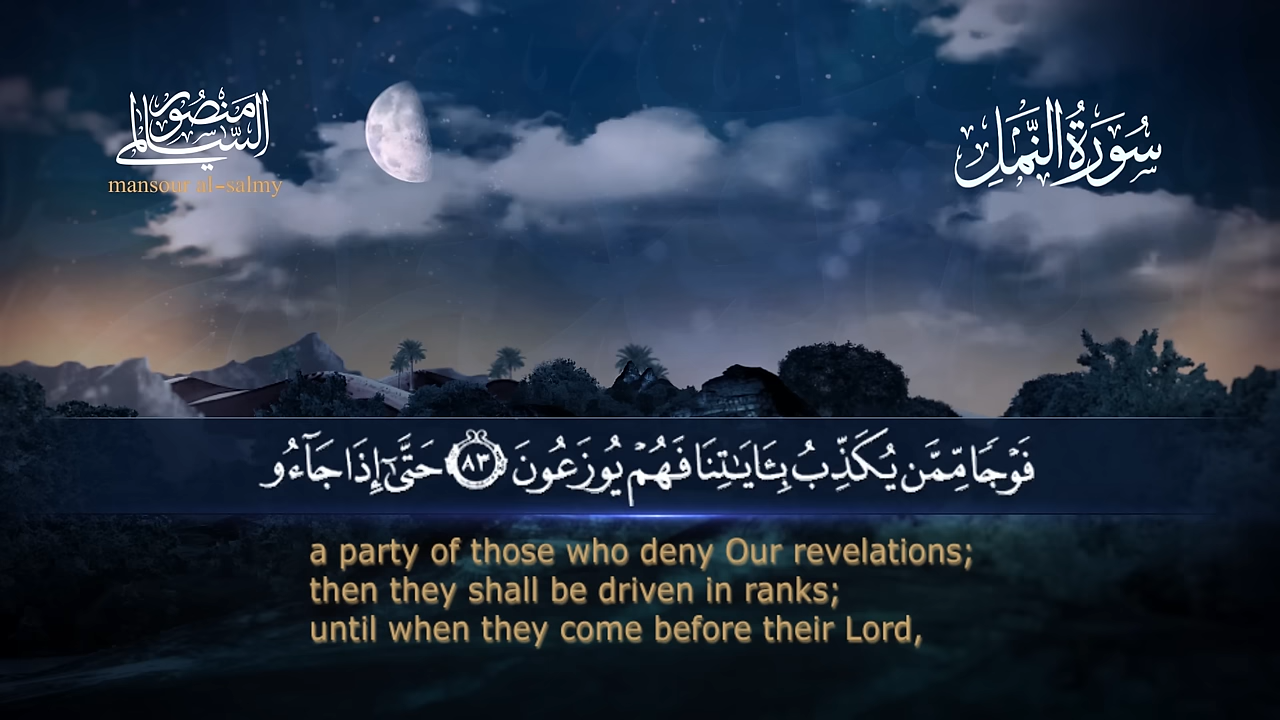 منصور
السالمي
mansour al-salmy
سُورَةُ النَّمْلِ
فَوْجًا مِّمَّن يُكَذِّبُ بِـَٔايَـٰتِنَا فَهُمْ يُوزَعُونَ ٨٣ حَتَّىٰٓ إِذَا جَآءُو
a party of those who deny Our revelations;
then they shall be driven in ranks;
until when they come before their Lord,